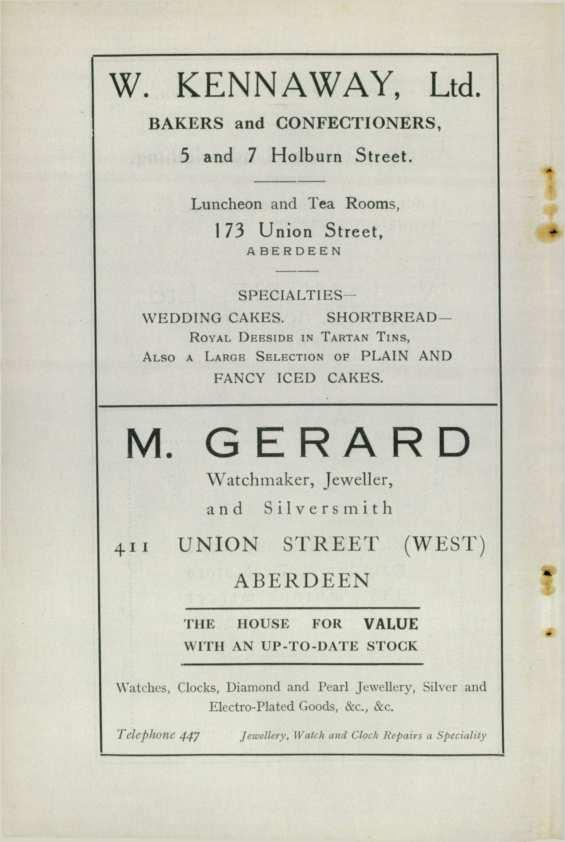 W. KENNAWAY, Ltd.
BAKERS and CONFECTIONERS,
5 and 7 Holburn Street.
Luncheon and Tea Rooms,
173 Union Street,
ABERDEEN
SPECIALTIES—
WEDDING CAKES. SHORTBREAD—
ROYAL DEESIDE IN TARTAN TINS,
ALSO A LARGE SELECTION OF PLAIN AND
FANCY ICED CAKES.
M. GERARD
Watchmaker, Jeweller,
and Silversmith
411 UNION STREET (WEST)
ABERDEEN
THE HOUSE FOR VALUE
WITH AN UP-TO-DATE STOCK
Watches, Clocks, Diamond and Pearl Jewellery, Silver and
Electro-Plated Goods, &c., &c.
Telephone 447 Jewellery, Watch and Clock Repairs a Speciality